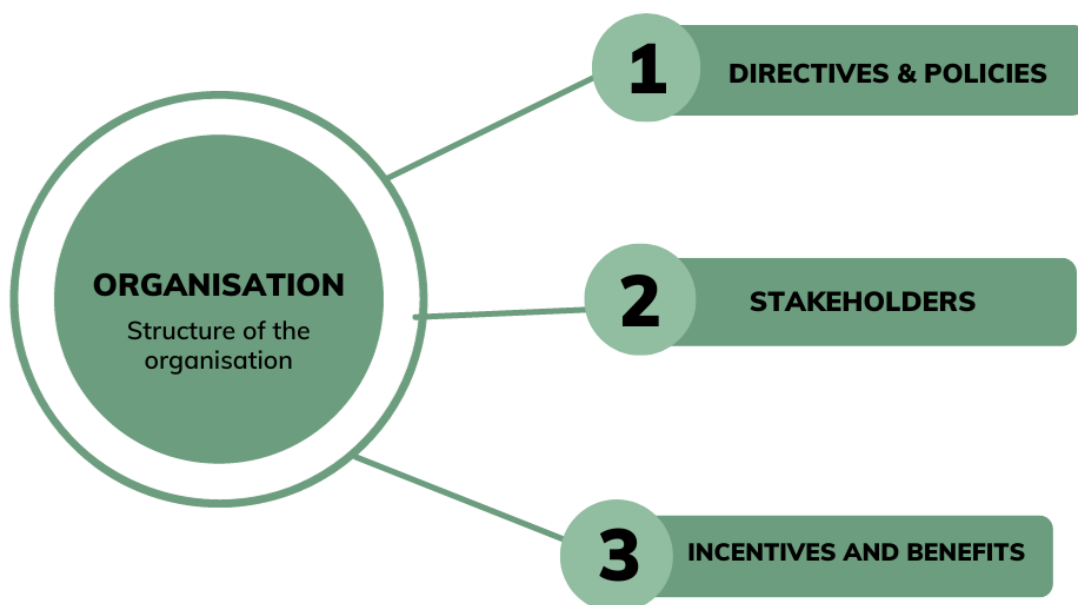 ORGANISATION
Structure of the
organisation
1
DIRECTIVES & POLICIES
2
STAKEHOLDERS
3
INCENTIVES AND BENEFITS